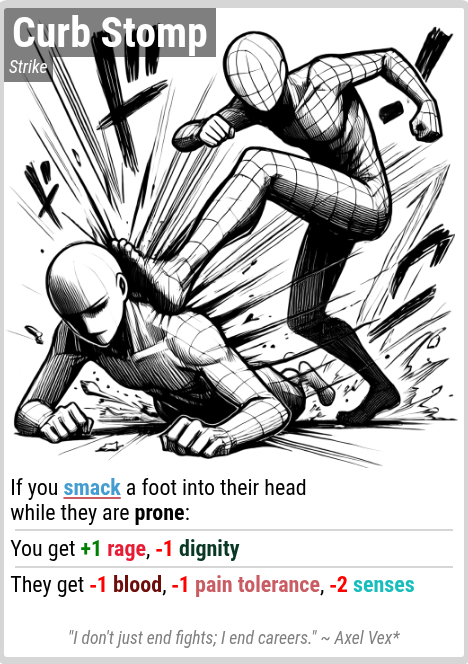 Curb Stomp
Strike
If you smack a foot into their head
while they are prone:
You get +1 rage, -1 dignity
They get -1 blood, -1 pain tolerance, -2 senses
"I don't just end fights; I end careers." ~ Axel Vex*